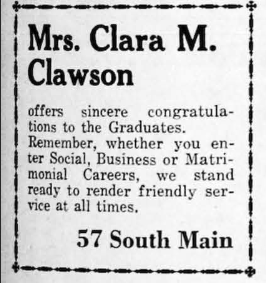 Mrs. Clara M.
Clawson
offers sincere congratula-
tions to the Graduates.
Remember, whether you en-
ter Social, Business or Matri-
monial Careers, we stand
ready to render friendly ser-
vice at all times.
57 South Main